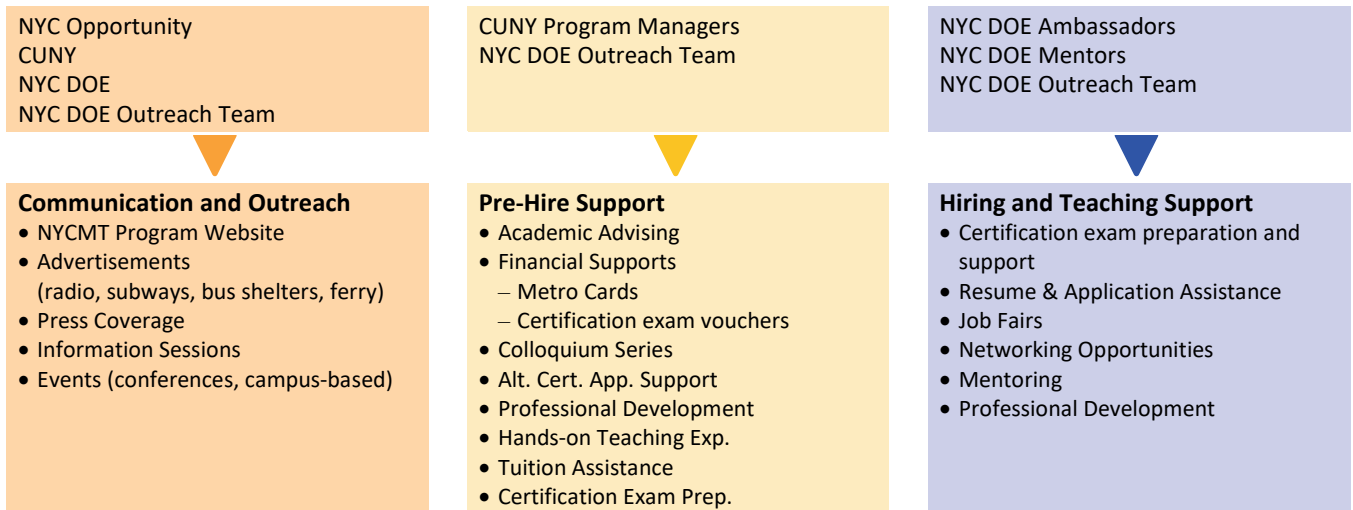 NYC Opportunity
CUNY
NYC DOE
NYC DOE Outreach Team
Communication and Outreach
• NYCMT Program Website
• Advertisements
(radio, subways, bus shelters, ferry)
• Press Coverage
• Information Sessions
• Events (conferences, campus-based)
CUNY Program Managers
NYC DOE Outreach Team
Pre-Hire Support
• Academic Advising
• Financial Supports
– Metro Cards
– Certification exam vouchers
• Colloquium Series
• Alt. Cert. App. Support
• Professional Development
• Hands-on Teaching Exp.
• Tuition Assistance
• Certification Exam Prep.
NYC DOE Ambassadors
NYC DOE Mentors
NYC DOE Outreach Team
Hiring and Teaching Support
• Certification exam preparation and
support
• Resume & Application Assistance
• Job Fairs
• Networking Opportunities
• Mentoring
• Professional Development